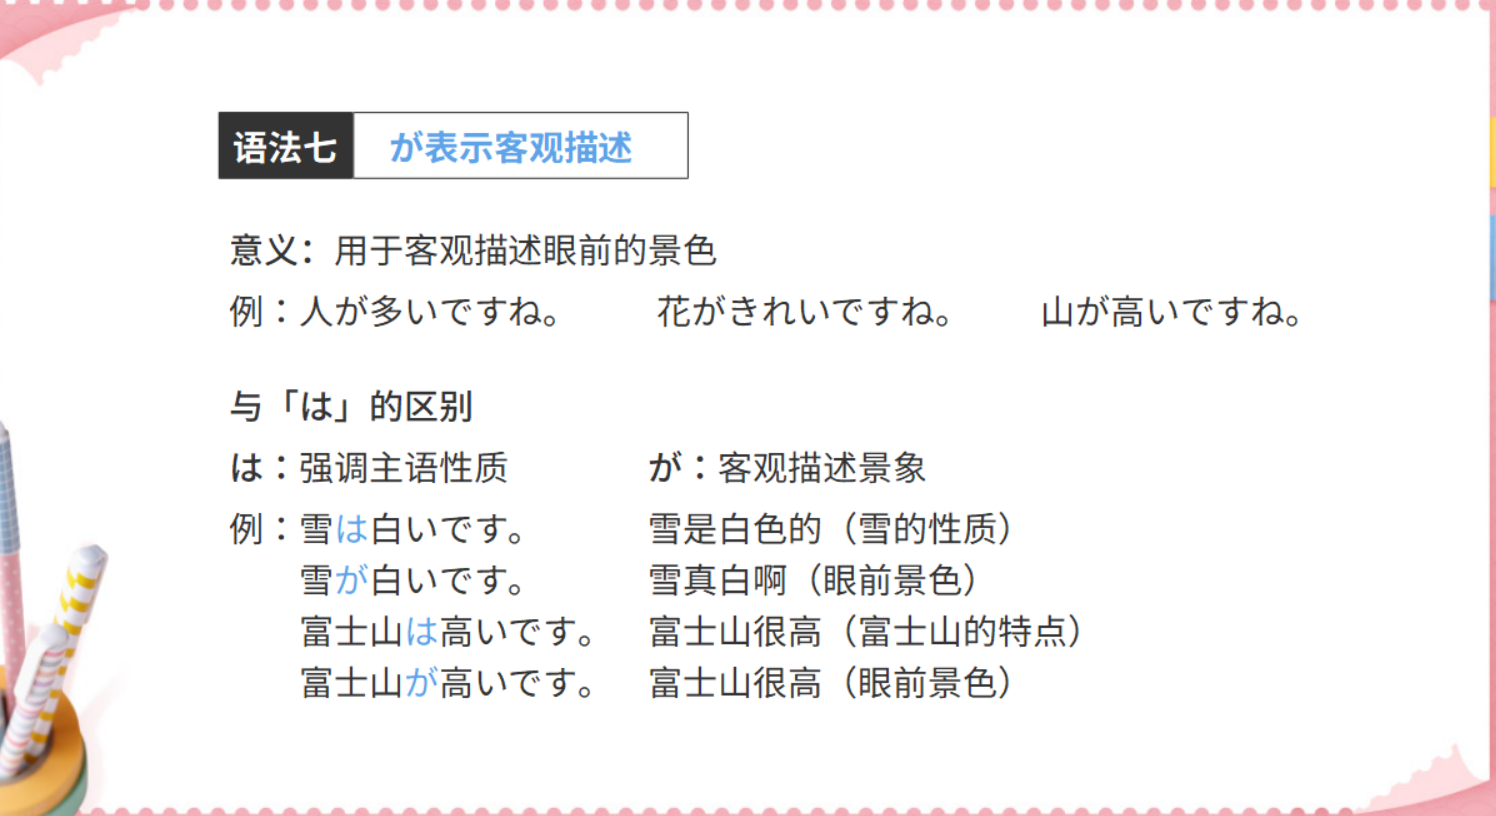 语法七 が表示客观描述
意义：用于客观描述眼前的景色
例：人が多いですね。 花がきれいですね。 山が高いですね。
与「は」的区别
は：强调主语性质 が：客观描述景象
例：雪は白いです。 雪是白色的（雪的性质）
雪が白いです。 雪真白啊（眼前景色）
富士山は高いです。 富士山很高（富士山的特点）
富士山が高いです。 富士山很高（眼前景色）